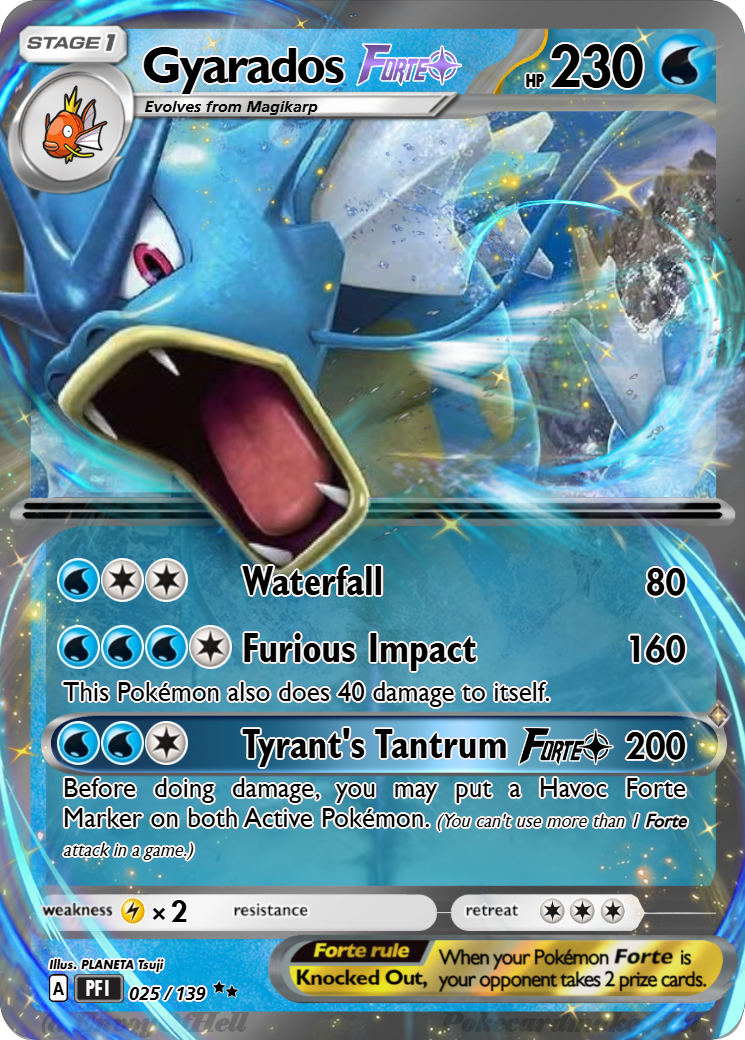 STAGE 1
Gyarados FORTE HP 230
Evolves from Magikarp
Waterfall 80
Furious Impact 160
This Pokémon also does 40 damage to itself.
Tyrant's Tantrum FORTE 200
Before doing damage, you may put a Havoc Forte
Marker on both Active Pokémon. (You can't use more than 1 Forte
attack in a game.)
weakness × 2 resistance retreat
Illus. PLANETA Tsuji
A PFI 025 / 139
Forte rule When your Pokémon Forte is
Knocked Out, your opponent takes 2 prize cards.